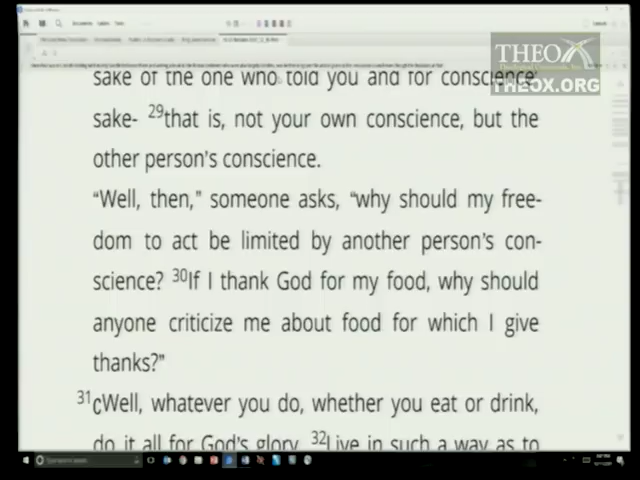 THEOX
THEOX.ORG
sake of the one who told you and for conscience'
sake- 29that is, not your own conscience, but the
other person's conscience.
"Well, then," someone asks, "why should my free-
dom to act be limited by another person's con-
science? 30If I thank God for my food, why should
anyone criticize me about food for which I give
thanks?"
31cWell, whatever you do, whether you eat or drink,
do it all for God's glory. 32Live in such a way as to